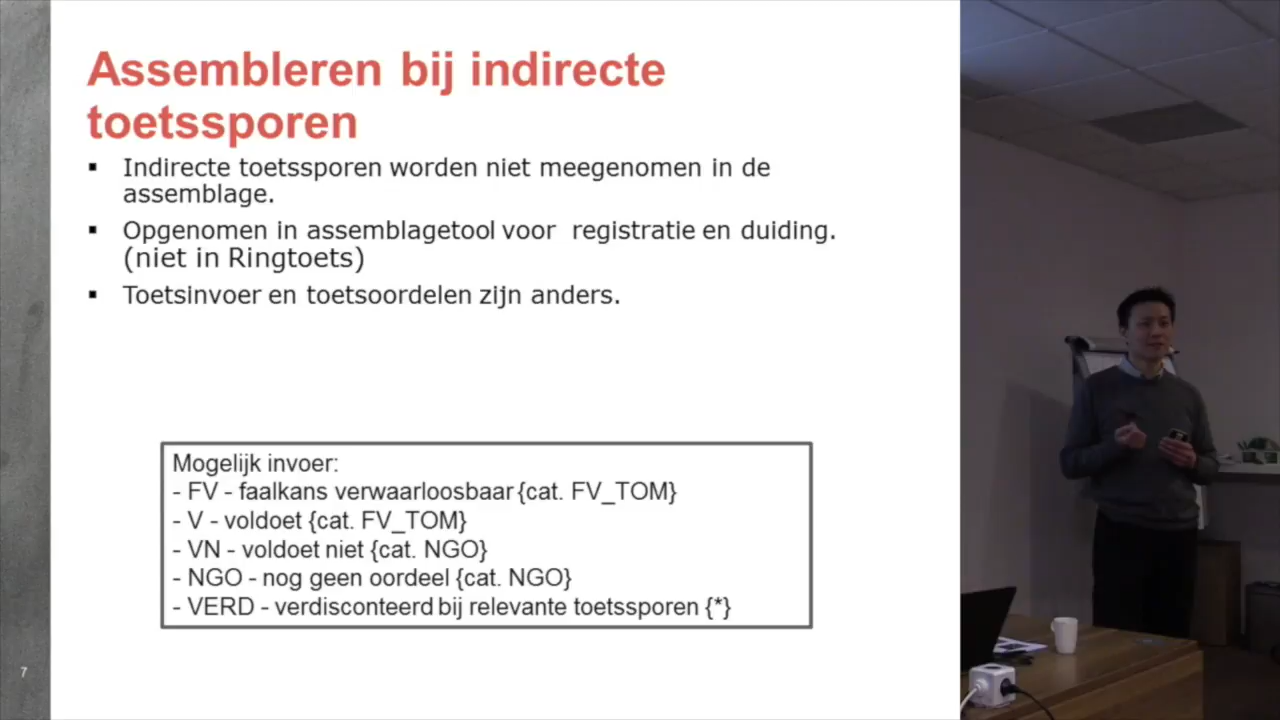 Assembleren bij indirecte
toetssporen
▪ Indirecte toetssporen worden niet meegenomen in de
assemblage.
▪ Opgenomen in assemblagetool voor registratie en duiding.
(niet in Ringtoets)
▪ Toetsinvoer en toetsoordelen zijn anders.
Mogelijk invoer:
- FV - faalkans verwaarloosbaar {cat. FV_TOM}
- V - voldoet {cat. FV_TOM}
- VN - voldoet niet {cat. NGO}
- NGO - nog geen oordeel {cat. NGO}
- VERD - verdisconteerd bij relevante toetssporen {*}
7